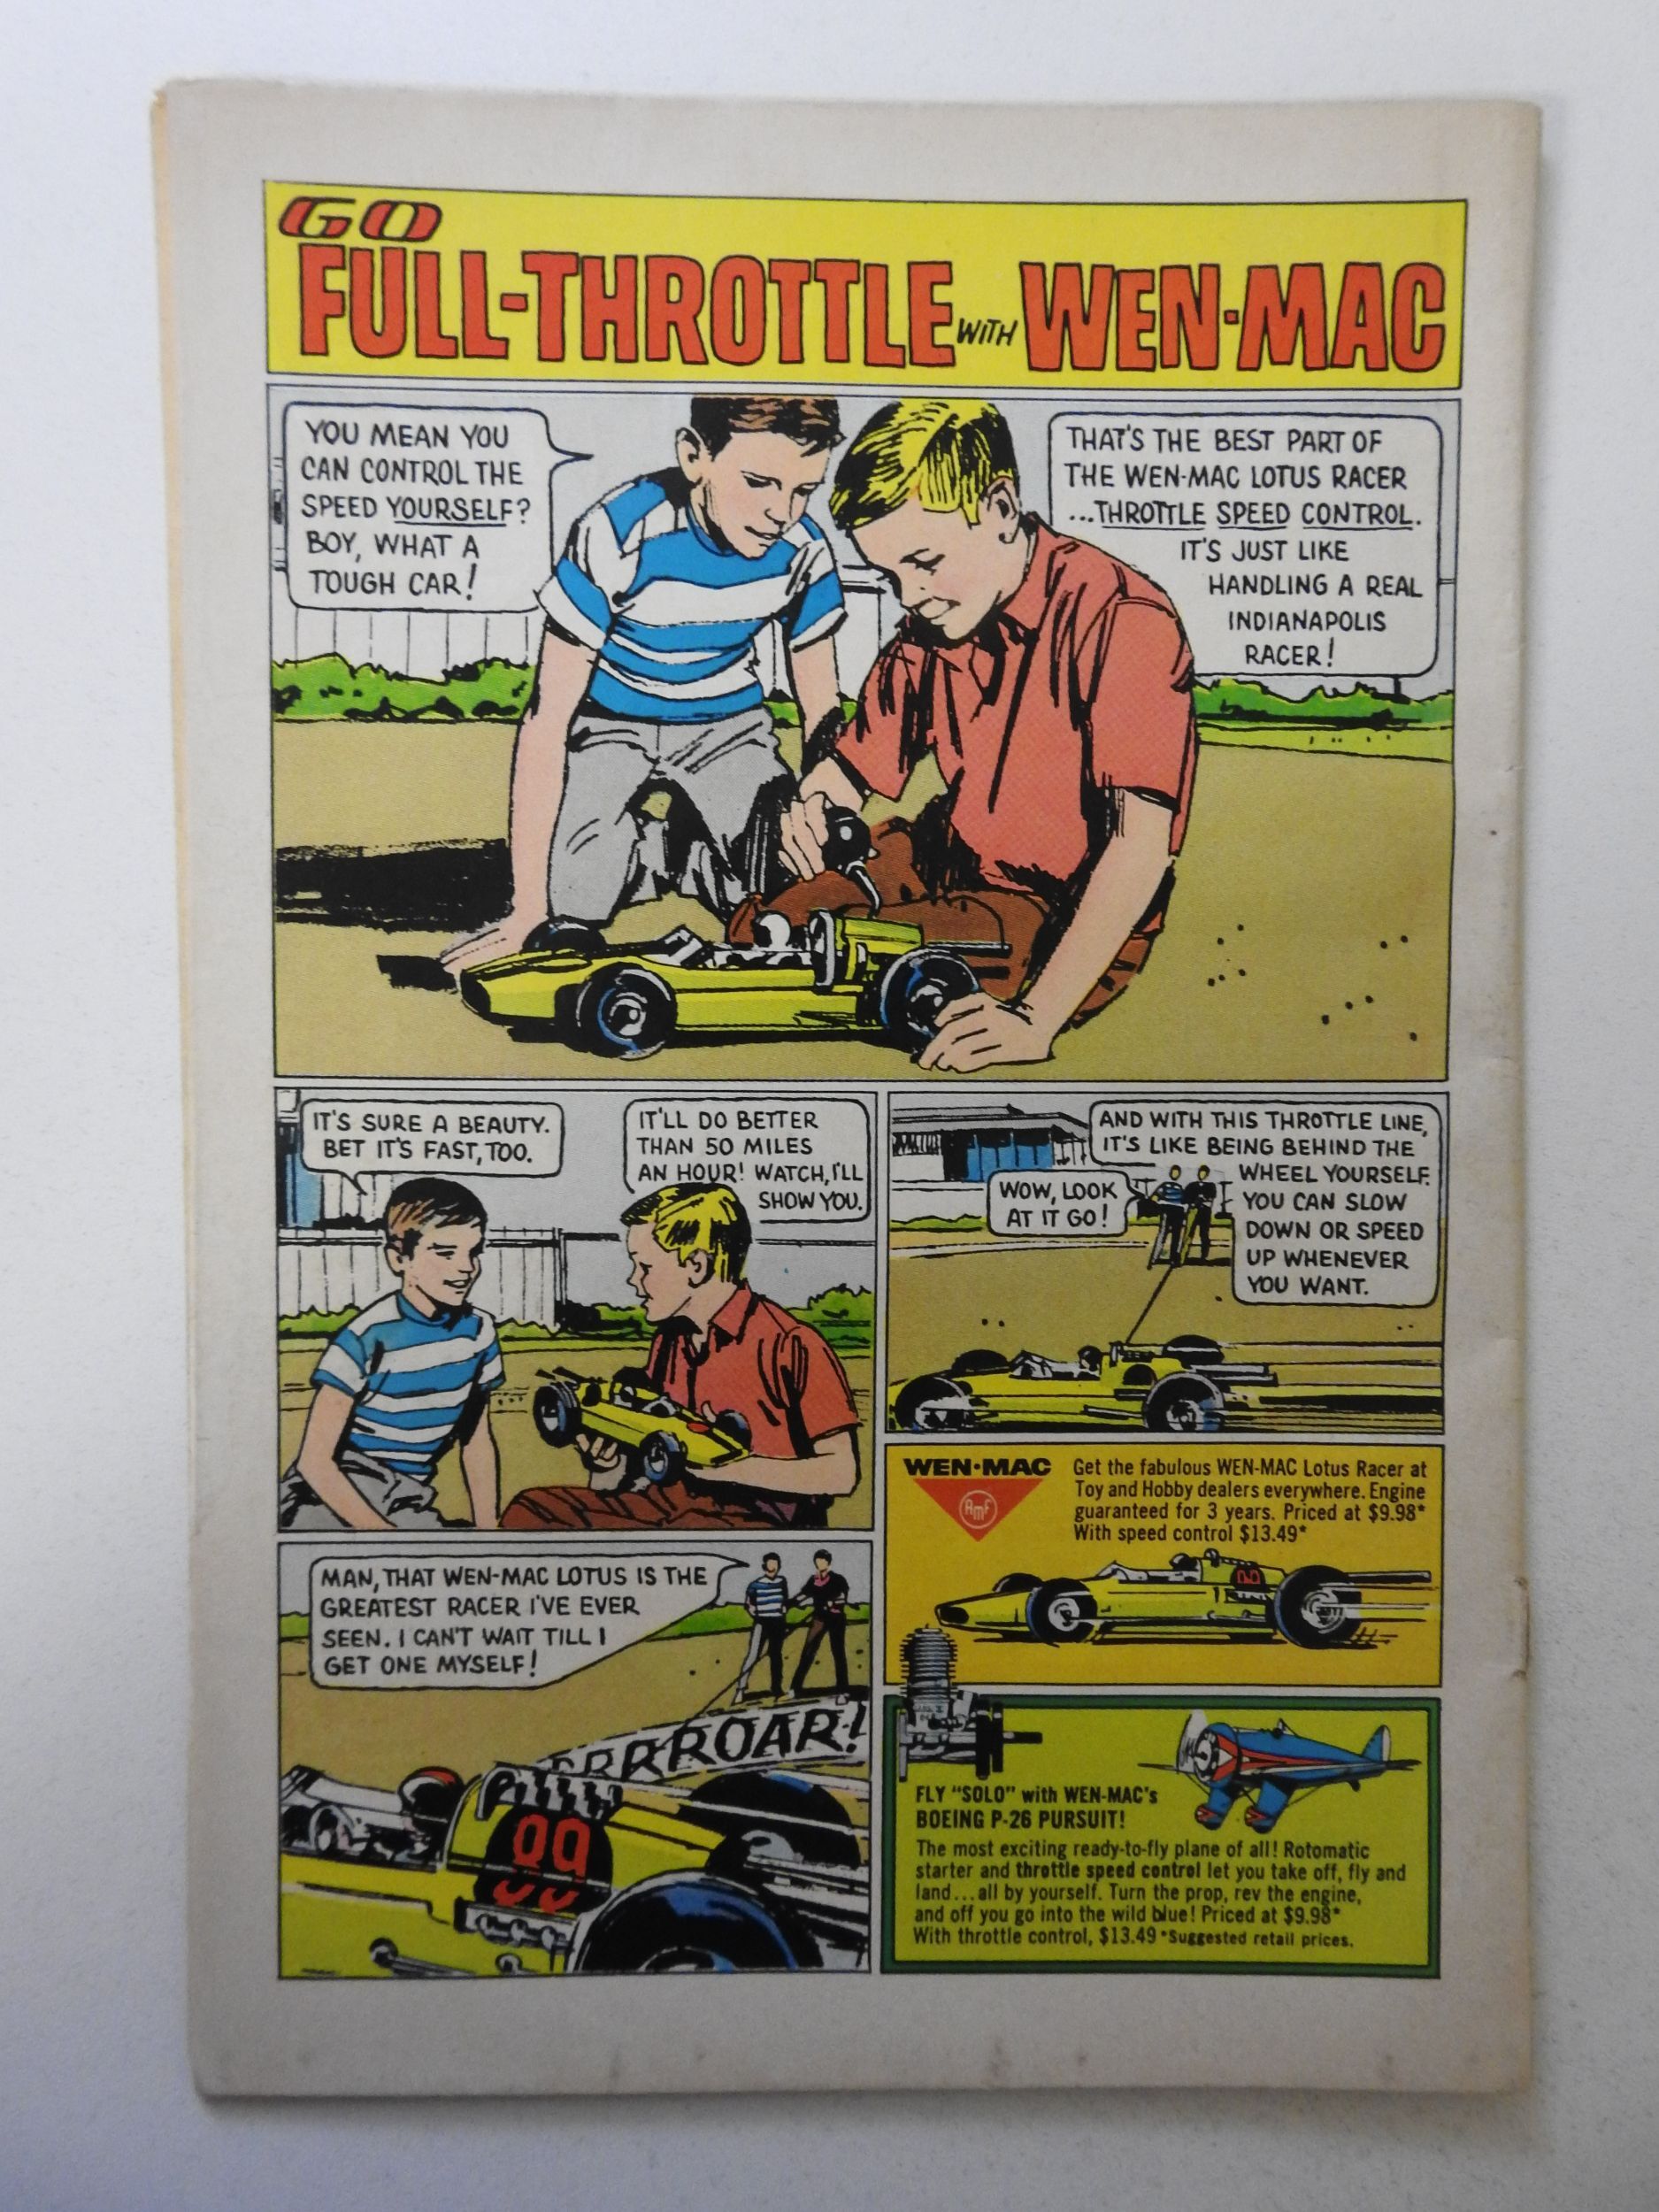 GO
FULL-THROTTLE WITH WEN-MAC
YOU MEAN YOU
CAN CONTROL THE
SPEED YOURSELF?
BOY, WHAT A
TOUGH CAR!
THAT'S THE BEST PART OF
THE WEN-MAC LOTUS RACER
...THROTTLE SPEED CONTROL.
IT'S JUST LIKE
HANDLING A REAL
INDIANAPOLIS
RACER!
IT'S SURE A BEAUTY.
BET IT'S FAST, TOO.
IT'LL DO BETTER
THAN 50 MILES
AN HOUR! WATCH, I'LL
SHOW YOU.
AND WITH THIS THROTTLE LINE,
IT'S LIKE BEING BEHIND THE
WHEEL YOURSELF.
YOU CAN SLOW
DOWN OR SPEED
UP WHENEVER
YOU WANT.
WOW, LOOK
AT IT GO!
MAN, THAT WEN-MAC LOTUS IS THE
GREATEST RACER I'VE EVER
SEEN. I CAN'T WAIT TILL I
GET ONE MYSELF!
RRRROAR!
99
WEN•MAC
AMF
Get the fabulous WEN-MAC Lotus Racer at
Toy and Hobby dealers everywhere. Engine
guaranteed for 3 years. Priced at $9.98*
With speed control $13.49*
FLY "SOLO" with WEN-MAC's
BOEING P-26 PURSUIT!
The most exciting ready-to-fly plane of all! Rotomatic
starter and throttle speed control let you take off, fly and
land...all by yourself. Turn the prop, rev the engine,
and off you go into the wild blue! Priced at $9.98*
With throttle control, $13.49 *Suggested retail prices.